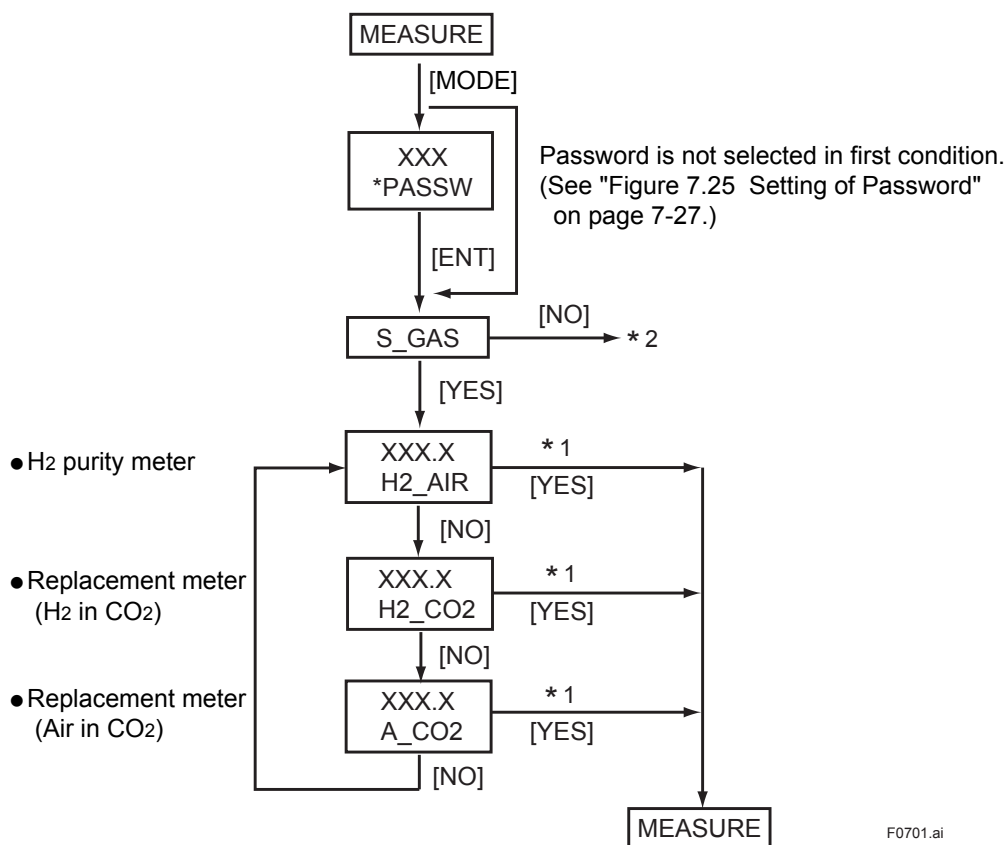 MEASURE
[MODE]
XXX
*PASSW
Password is not selected in first condition.
(See "Figure 7.25 Setting of Password"
on page 7-27.)
[ENT]
S_GAS
[NO]
* 2
[YES]
● H2 purity meter
XXX.X
H2_AIR
* 1
[YES]
[NO]
● Replacement meter
(H2 in CO2)
XXX.X
H2_CO2
* 1
[YES]
[NO]
● Replacement meter
(Air in CO2)
XXX.X
A_CO2
* 1
[YES]
[NO]
MEASURE
F0701.ai